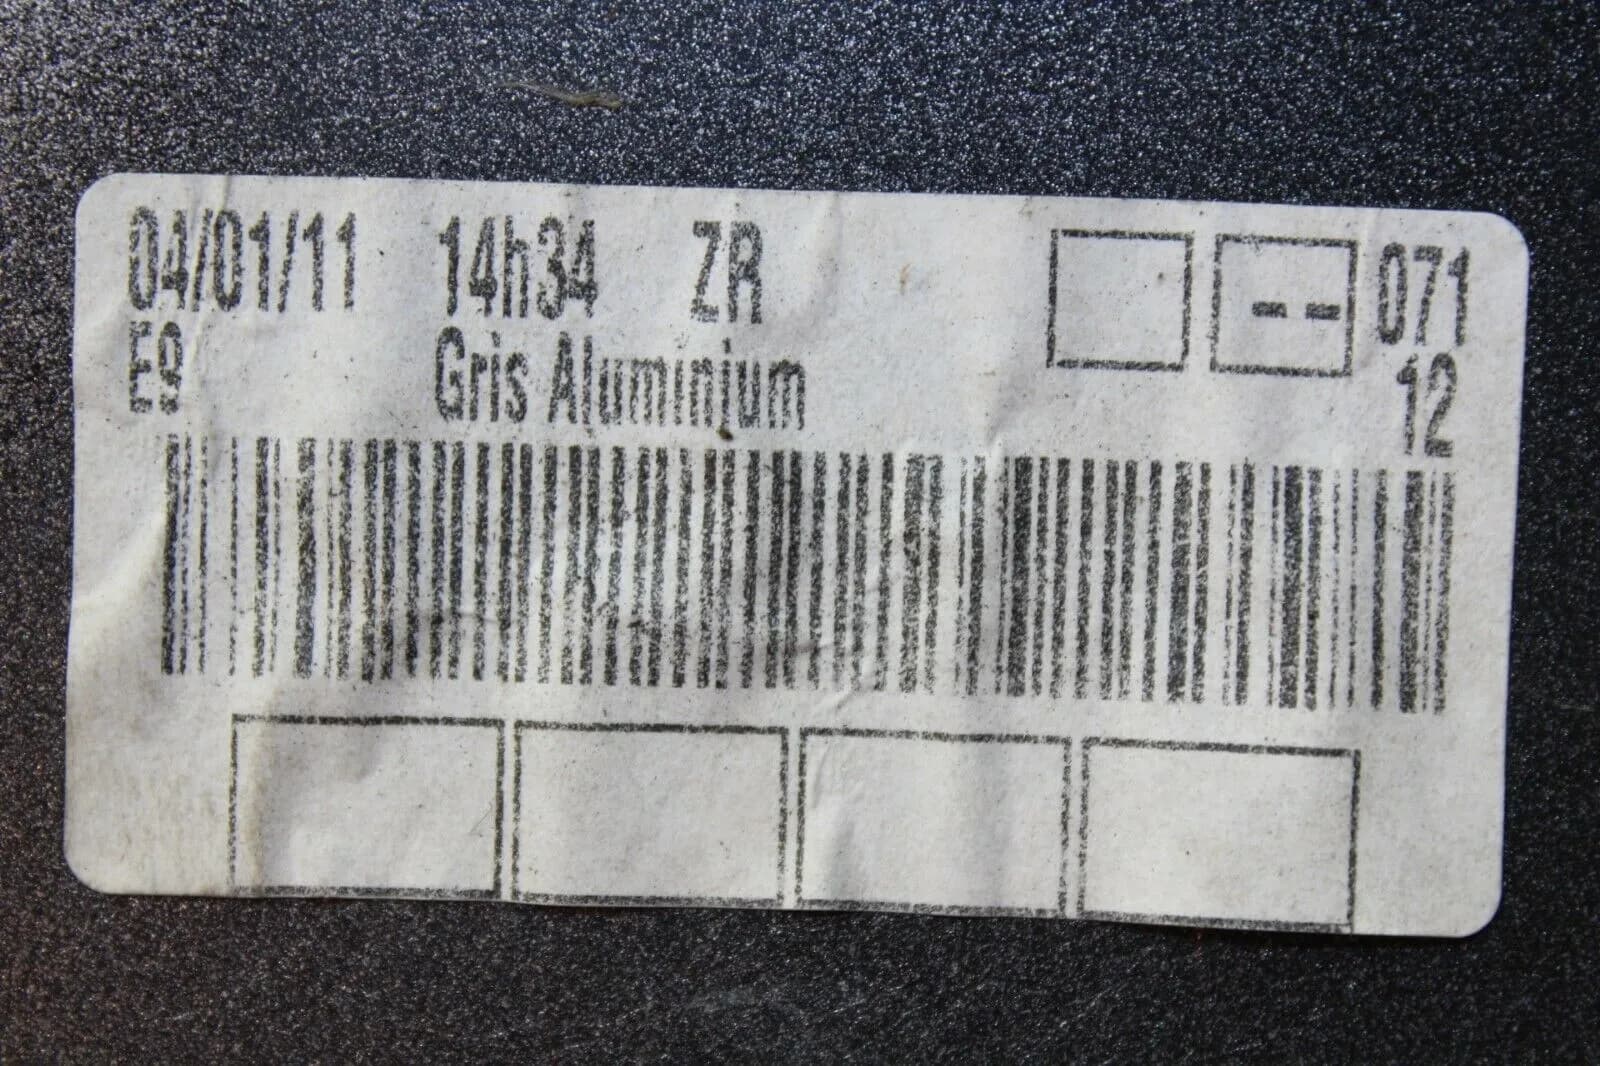 04/01/11 14h34 ZR -- 071
E9 Gris Aluminium 12